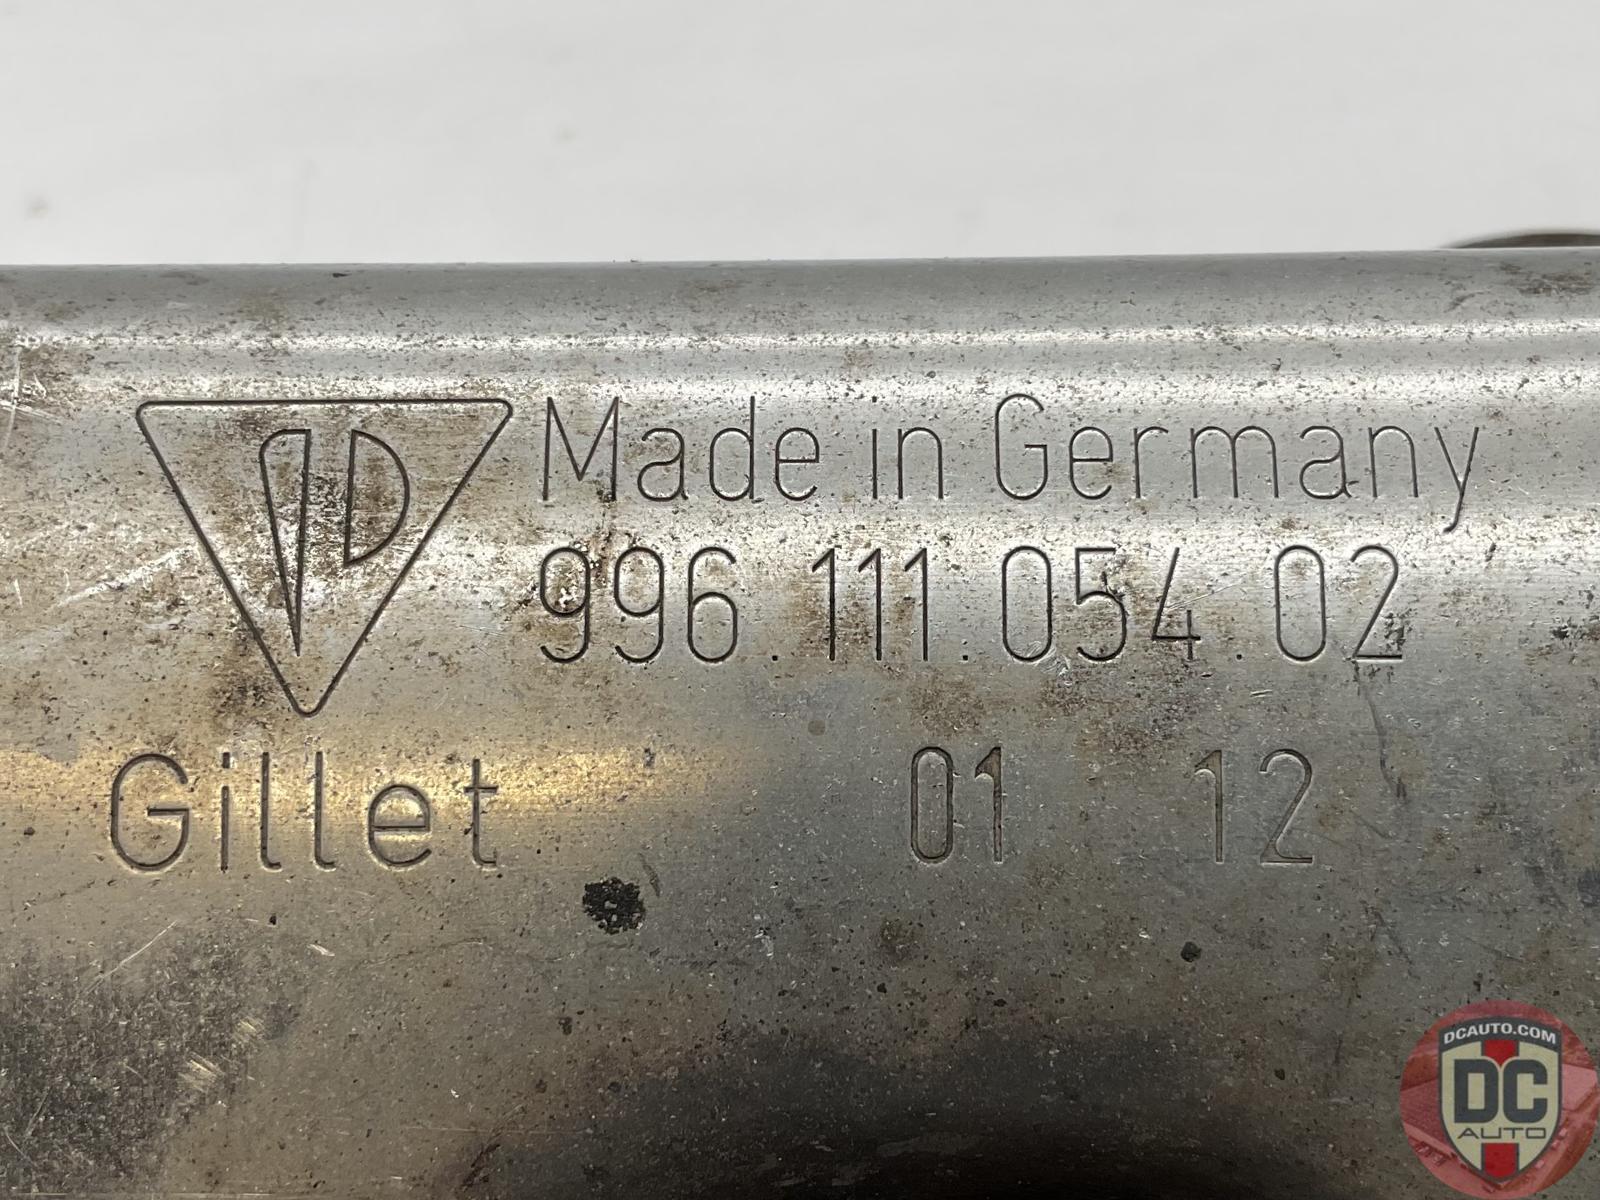 Made in Germany
996.111.054.02
Gillet 01 12
DCAUTO.COM
DC
AUTO